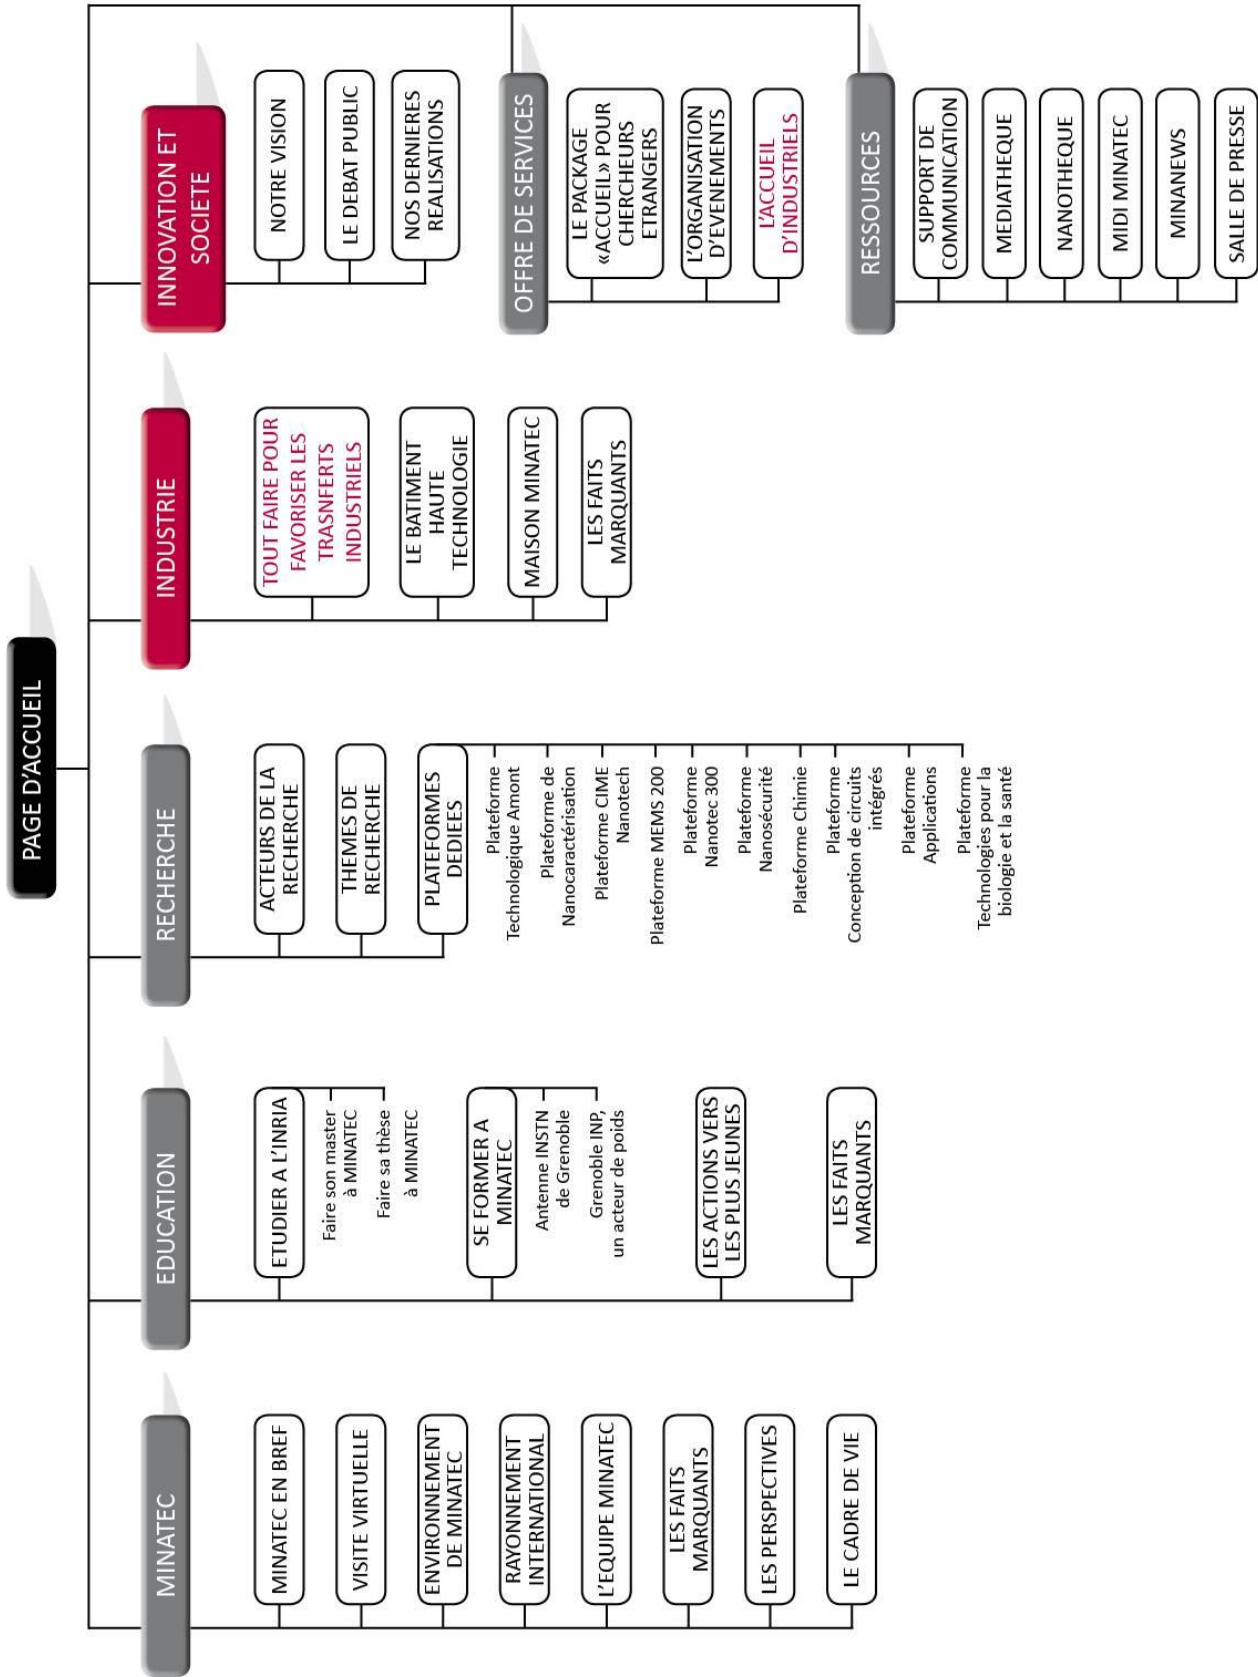 PAGE D'ACCUEIL
MINATEC
MINATEC EN BREF
VISITE VIRTUELLE
ENVIRONNEMENT
DE MINATEC
RAYONNEMENT
INTERNATIONAL
L'EQUIPE MINATEC
LES FAITS
MARQUANTS
LES PERSPECTIVES
LE CADRE DE VIE
EDUCATION
ETUDIER A L'INRIA
Faire son master
à MINATEC
Faire sa thèse
à MINATEC
SE FORMER A
MINATEC
Antenne INSTN
de Grenoble
Grenoble INP,
un acteur de poids
LES ACTIONS VERS
LES PLUS JEUNES
LES FAITS
MARQUANTS
RECHERCHE
ACTEURS DE LA
RECHERCHE
THEMES DE
RECHERCHE
PLATEFORMES
DEDIEES
Plateforme
Technologique Amont
Plateforme de
Nanocaractérisation
Plateforme CIME
Nanotech
Plateforme MEMS 200
Plateforme
Nanotec 300
Plateforme
Nanosécurité
Plateforme Chimie
Plateforme
Conception de circuits
intégrés
Plateforme
Applications
Plateforme
Technologies pour la
biologie et la santé
INDUSTRIE
TOUT FAIRE POUR
FAVORISER LES
TRASNFERTS
INDUSTRIELS
LE BATIMENT
HAUTE
TECHNOLOGIE
MAISON MINATEC
LES FAITS
MARQUANTS
INNOVATION ET
SOCIETE
NOTRE VISION
LE DEBAT PUBLIC
NOS DERNIERES
REALISATIONS
OFFRE DE SERVICES
LE PACKAGE
«ACCUEIL» POUR
CHERCHEURS
ETRANGERS
L'ORGANISATION
D'EVENEMENTS
L'ACCUEIL
D'INDUSTRIELS
RESSOURCES
SUPPORT DE
COMMUNICATION
MEDIATHEQUE
NANOTHEQUE
MIDI MINATEC
MINANEWS
SALLE DE PRESSE